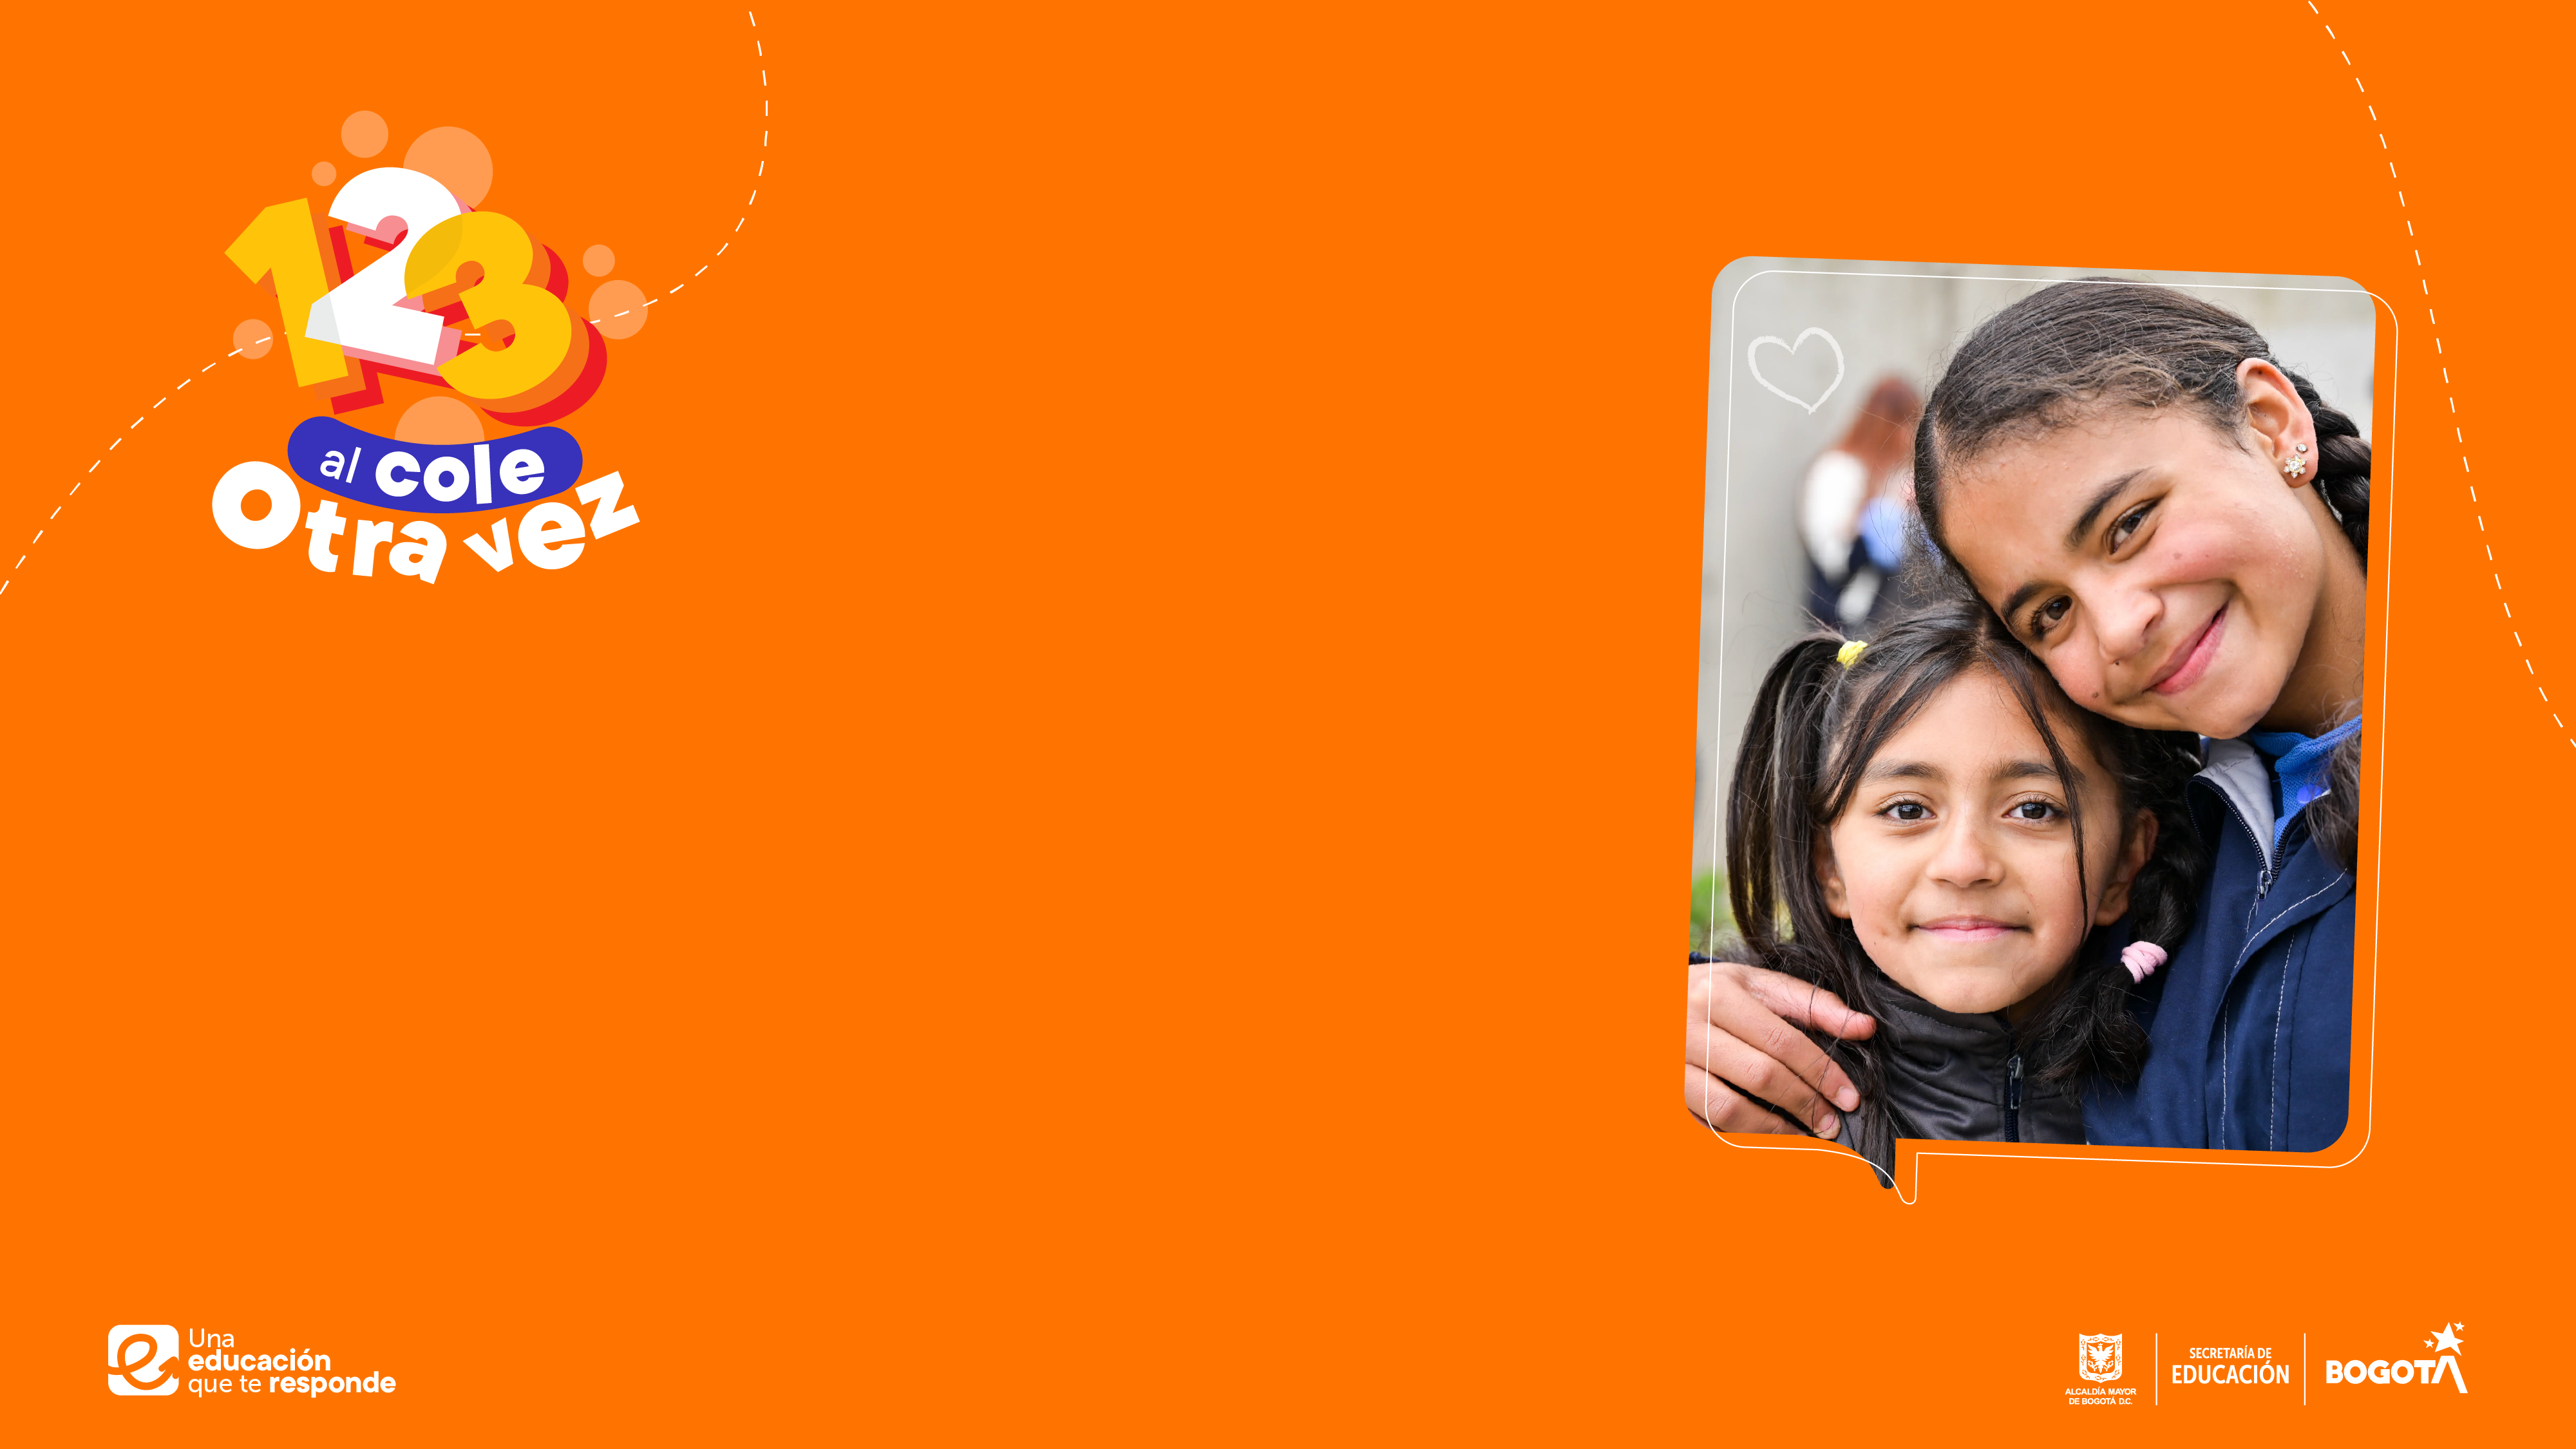 123
al cole
Otra vez
Una
educación
que te responde
ALCALDÍA MAYOR
DE BOGOTÁ D.C.
SECRETARÍA DE
EDUCACIÓN
BOGOTÁ